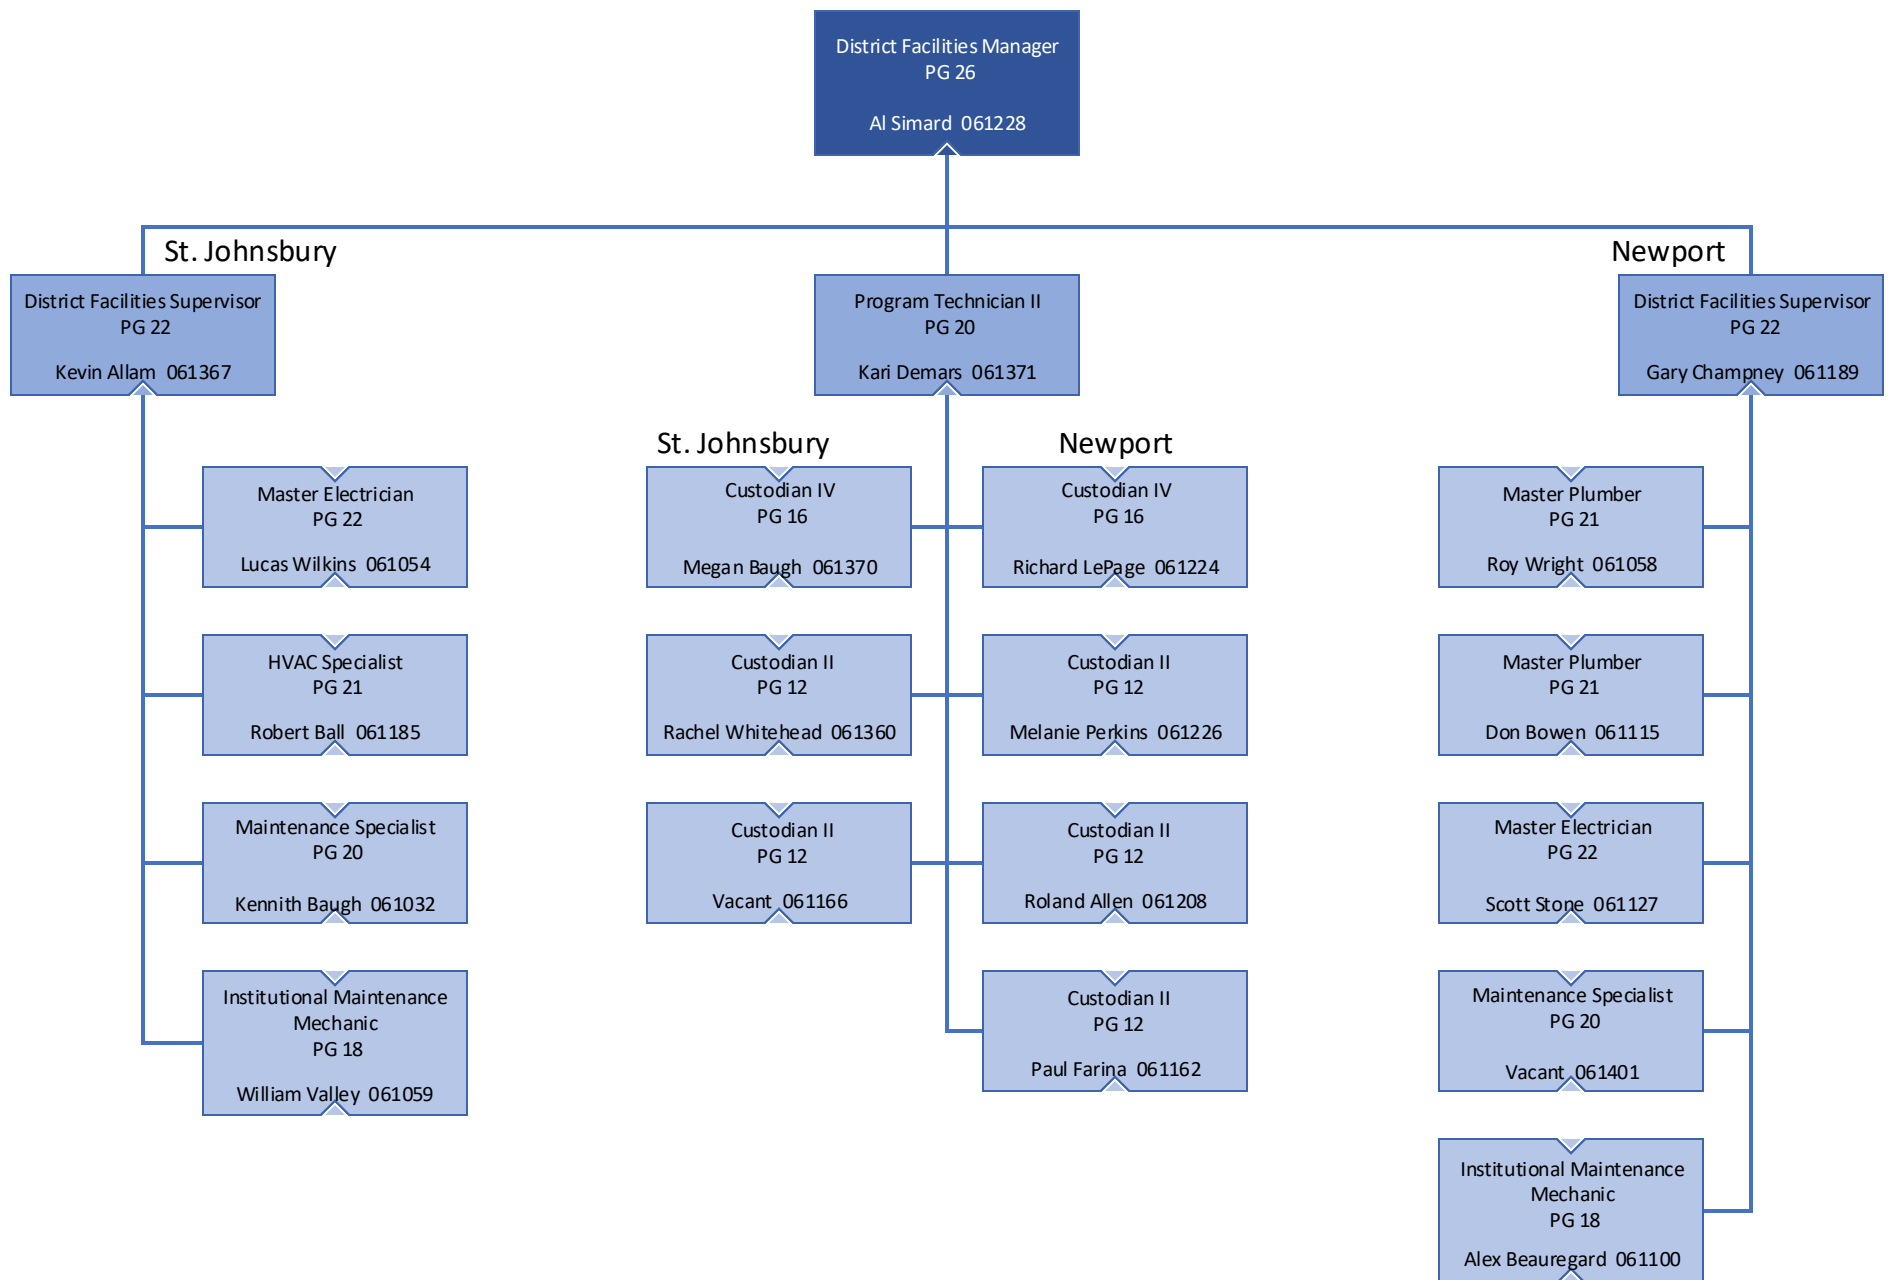 District Facilities Manager
PG 26
Al Simard 061228
St. Johnsbury
Newport
District Facilities Supervisor
PG 22
Kevin Allam 061367
Program Technician II
PG 20
Kari Demars 061371
District Facilities Supervisor
PG 22
Gary Champney 061189
St. Johnsbury
Newport
Master Electrician
PG 22
Lucas Wilkins 061054
Custodian IV
PG 16
Megan Baugh 061370
Custodian IV
PG 16
Richard LePage 061224
Master Plumber
PG 21
Roy Wright 061058
HVAC Specialist
PG 21
Robert Ball 061185
Custodian II
PG 12
Rachel Whitehead 061360
Custodian II
PG 12
Melanie Perkins 061226
Master Plumber
PG 21
Don Bowen 061115
Maintenance Specialist
PG 20
Kennith Baugh 061032
Custodian II
PG 12
Vacant 061166
Custodian II
PG 12
Roland Allen 061208
Master Electrician
PG 22
Scott Stone 061127
Institutional Maintenance
Mechanic
PG 18
William Valley 061059
Custodian II
PG 12
Paul Farina 061162
Maintenance Specialist
PG 20
Vacant 061401
Institutional Maintenance
Mechanic
PG 18
Alex Beauregard 061100